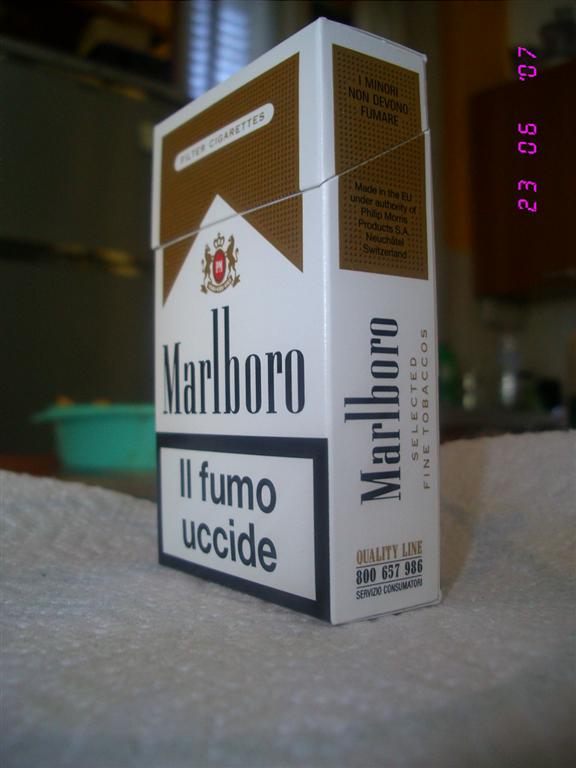 FILTER CIGARETTES
PM
Marlboro
Il fumo
uccide
I MINORI
NON DEVONO
FUMARE
Made in the EU
under authority of
Philip Morris
Products S.A.
Neuchâtel
Switzerland
Marlboro
SELECTED
FINE TOBACCOS
QUALITY LINE
800 657 986
SERVIZIO CONSUMATORI
23 06 '07